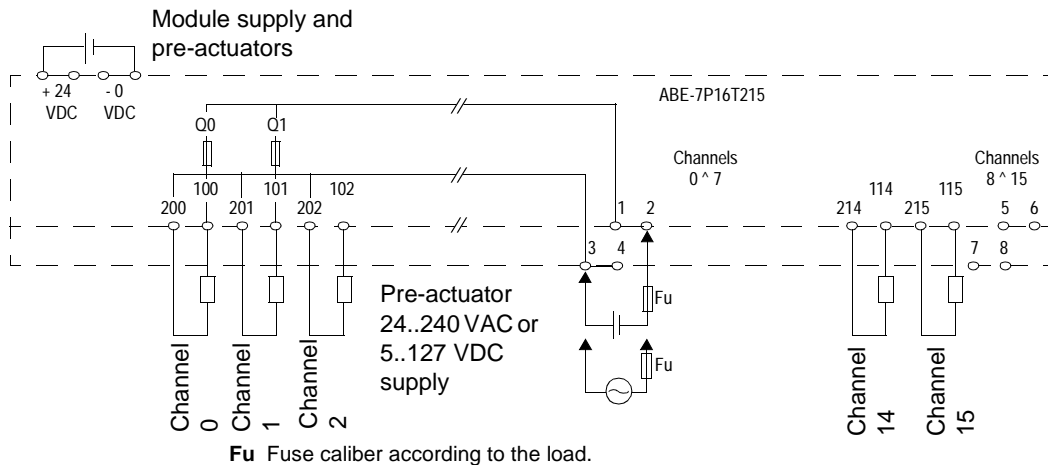 Module supply and
pre-actuators
+ 24
VDC
- 0
VDC
ABE-7P16T215
Q0
Q1
Channels
0 ^ 7
Channels
8 ^ 15
200
100
201
101
202
102
1
2
214
114
215
115
5
6
3
4
7
8
Pre-actuator
24..240 VAC or
5..127 VDC
supply
Fu
Fu
Channel
0
Channel
1
Channel
2
Channel
14
Channel
15
Fu Fuse caliber according to the load.